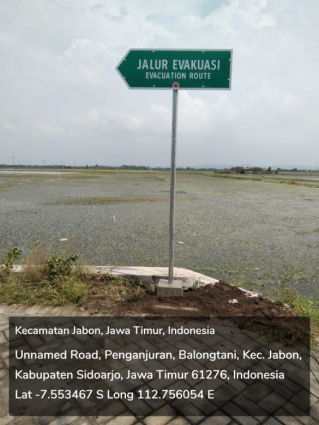 JALUR EVAKUASI
EVACUATION ROUTE
Kecamatan Jabon, Jawa Timur, Indonesia
Unnamed Road, Penganjuran, Balongtani, Kec. Jabon,
Kabupaten Sidoarjo, Jawa Timur 61276, Indonesia
Lat -7.553467 S Long 112.756054 E